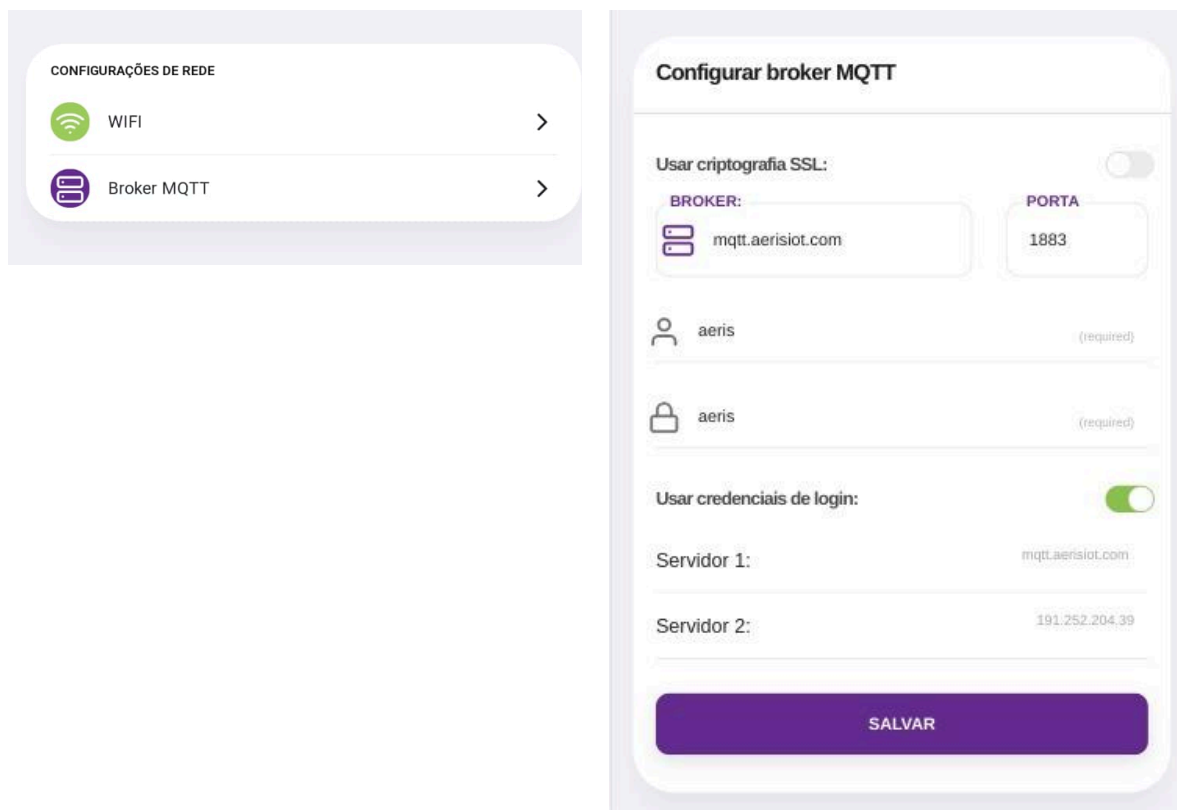 CONFIGURAÇÕES DE REDE
WIFI
Broker MQTT
Configurar broker MQTT
Usar criptografia SSL:
BROKER: PORTA
mqtt.aerisiot.com 1883
aeris (required)
aeris (required)
Usar credenciais de login:
Servidor 1: mqtt.aerisiot.com
Servidor 2: 191.252.204.39
SALVAR